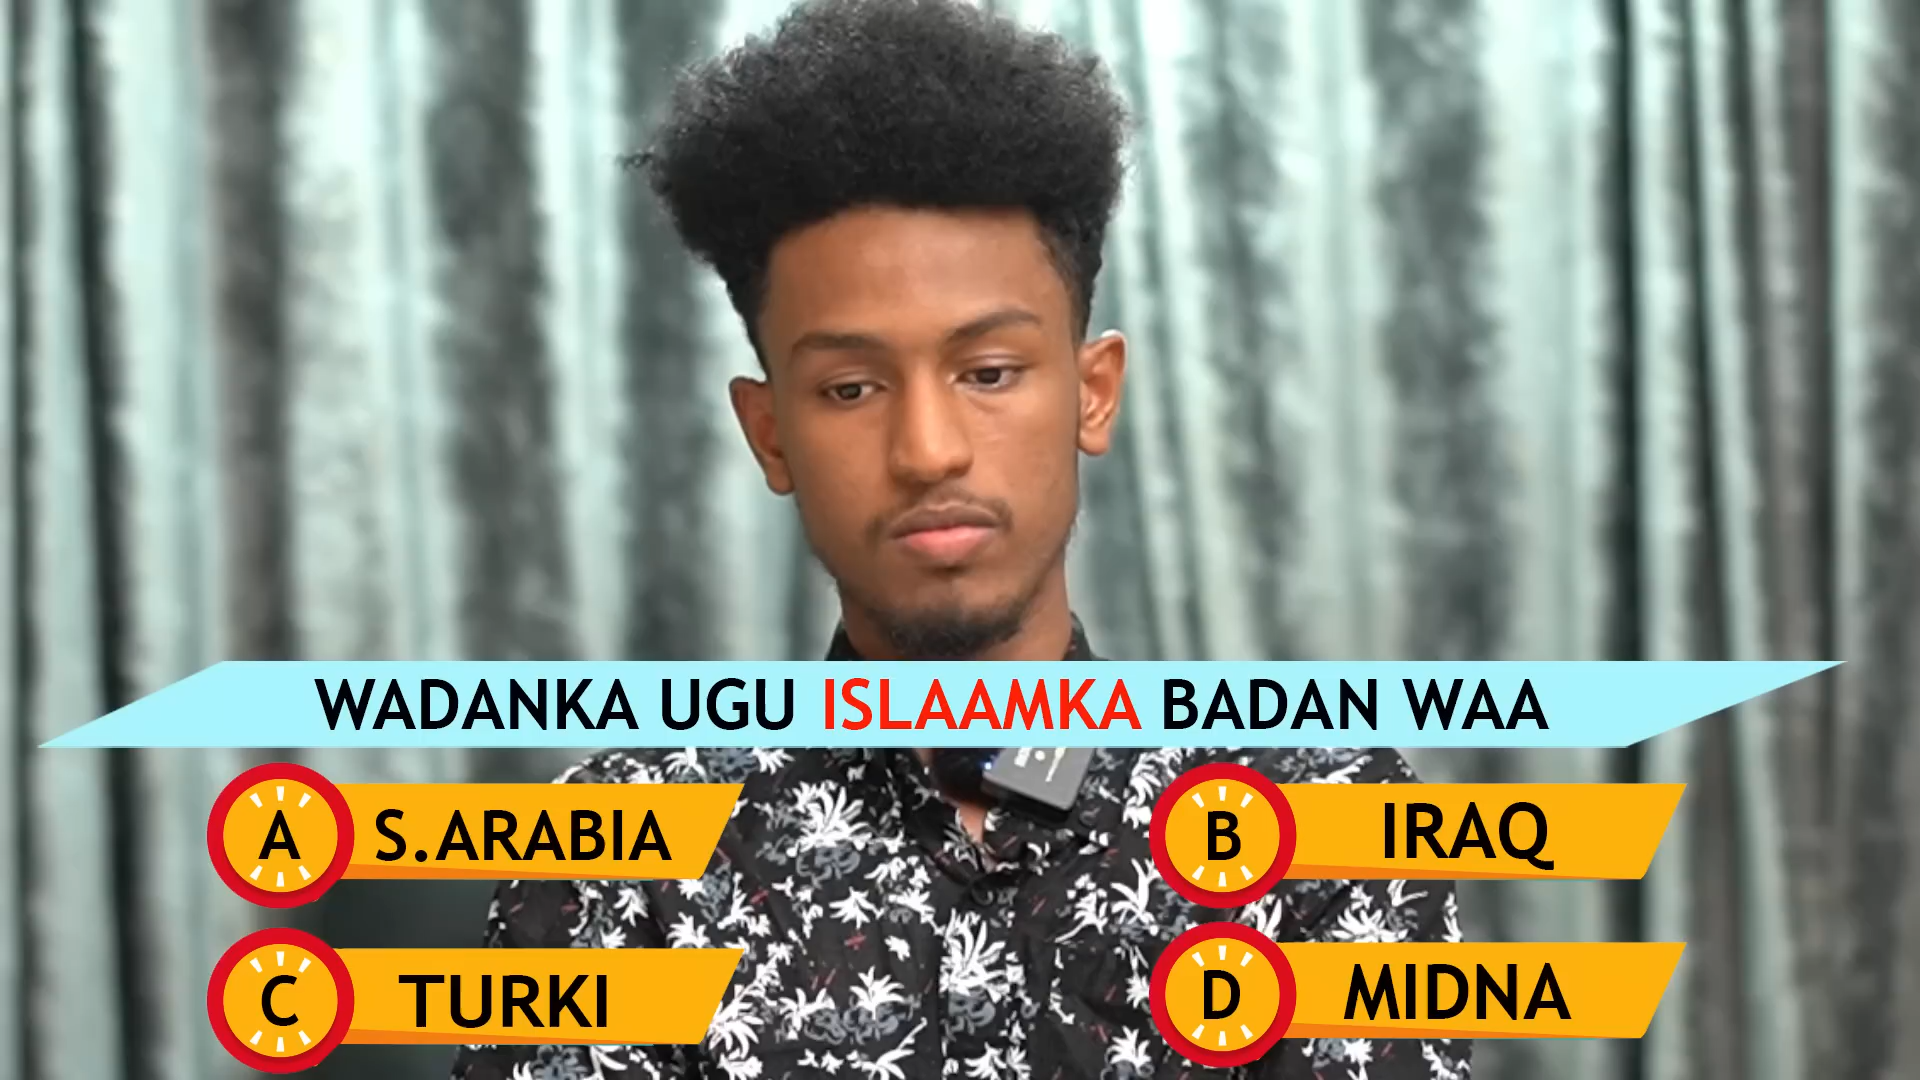 WADANKA UGU ISLAAMKA BADAN WAA
A S.ARABIA
B IRAQ
C TURKI
D MIDNA